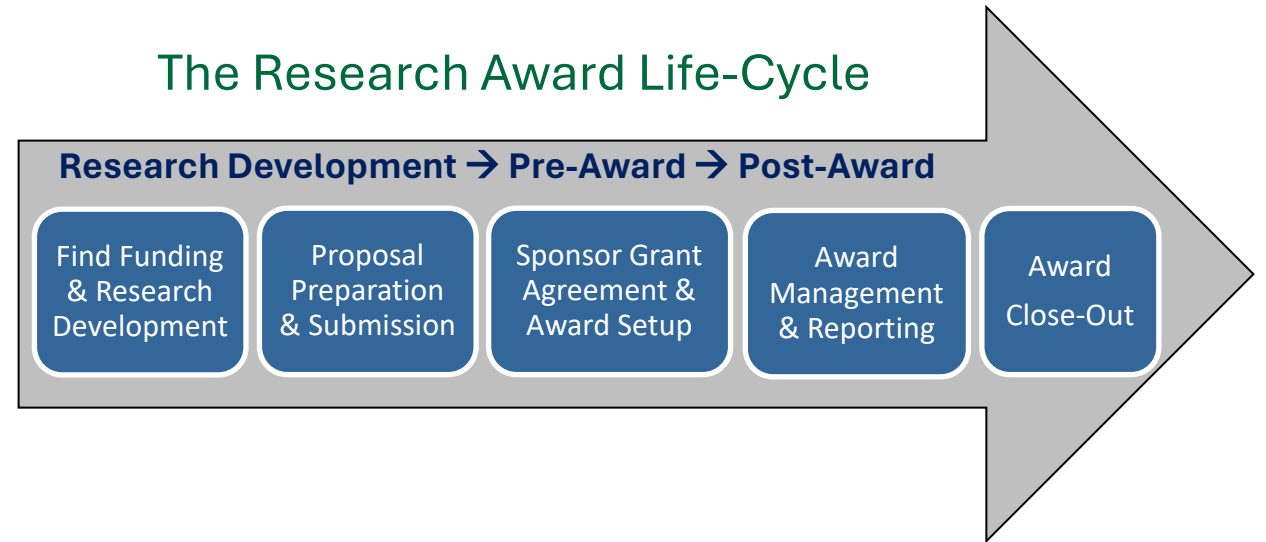 The Research Award Life-Cycle
Research Development → Pre-Award → Post-Award
Find Funding
& Research
Development
Proposal
Preparation
& Submission
Sponsor Grant
Agreement &
Award Setup
Award
Management
& Reporting
Award
Close-Out